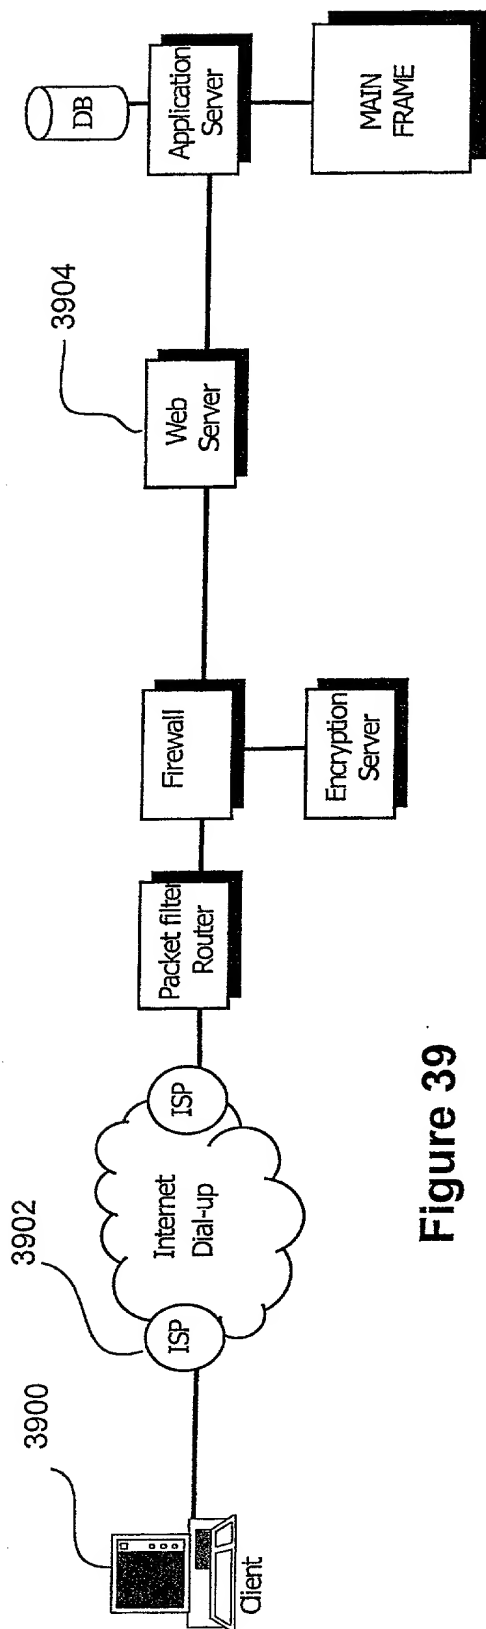 3900
Client
3902
ISP
Internet
Dial-up
ISP
Packet filter
Router
Firewall
Encryption
Server
3904
Web
Server
DB
Application
Server
MAIN
FRAME
Figure 39